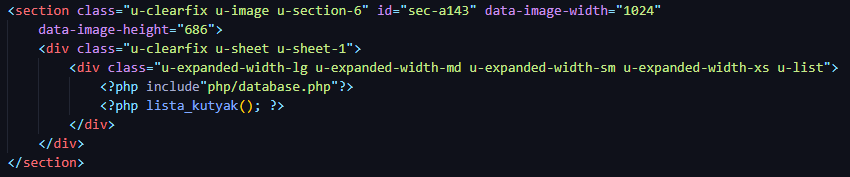 <section class="u-clearfix u-image u-section-6" id="sec-a143" data-image-width="1024"
data-image-height="686">
<div class="u-clearfix u-sheet u-sheet-1">
<div class="u-expanded-width-lg u-expanded-width-md u-expanded-width-sm u-expanded-width-xs u-list">
<?php include"php/database.php"?>
<?php lista_kutyak(); ?>
</div>
</div>
</section>